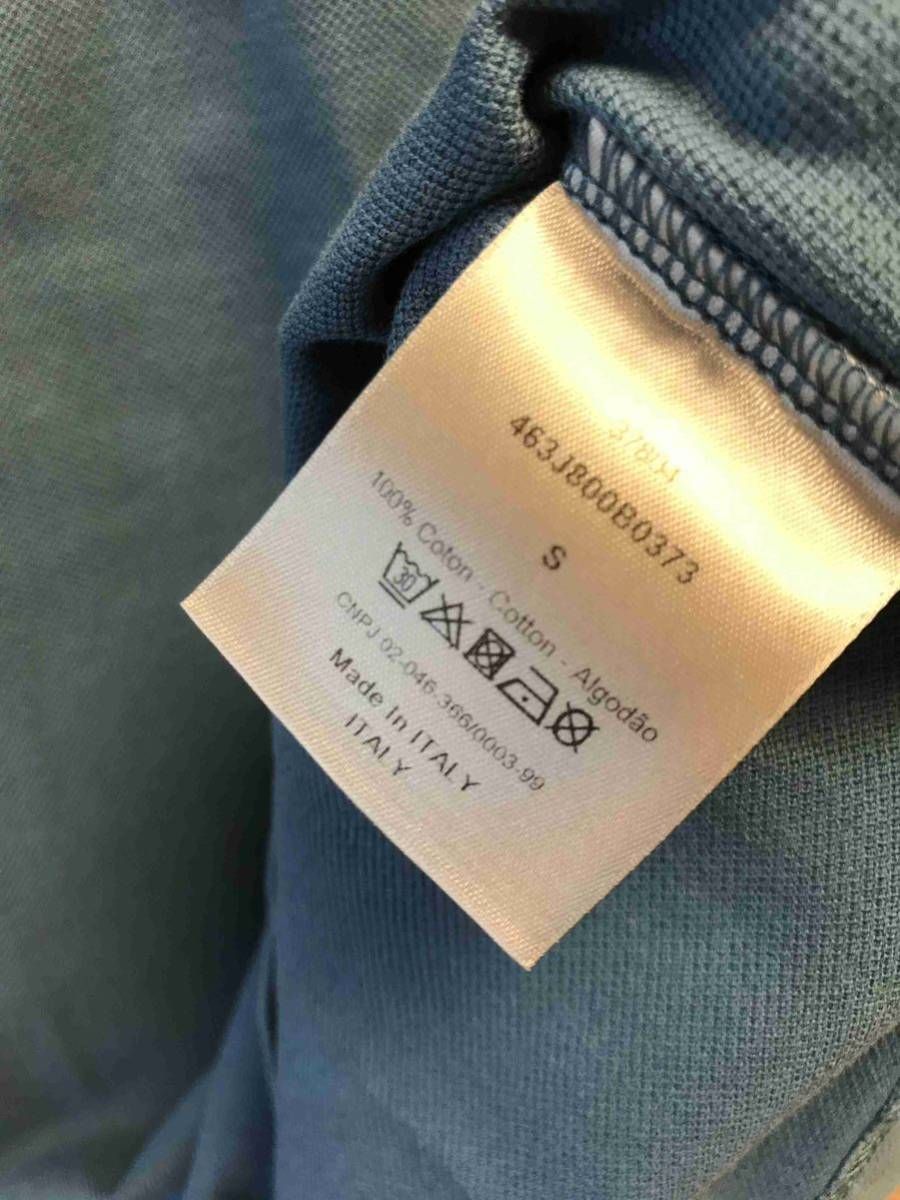 463J800B0373
S
100% Coton - Cotton - Algodão
30
CNPJ 02-046-366/0003-99
Made In ITALY
ITALY